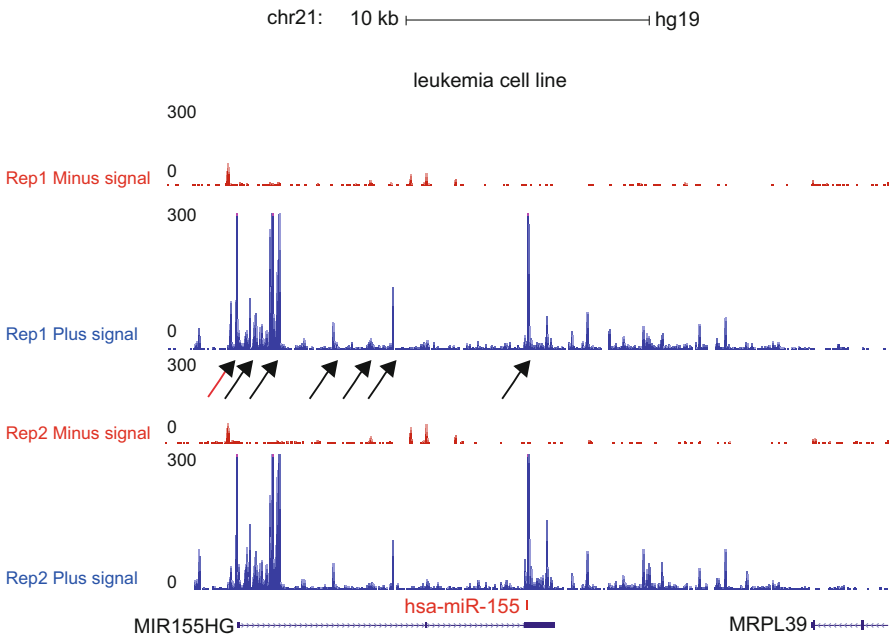 chr21: 10 kb hg19
leukemia cell line
300
Rep1 Minus signal 0
300
Rep1 Plus signal 0
300
Rep2 Minus signal 0
300
Rep2 Plus signal 0
hsa-miR-155
MIR155HG MRPL39